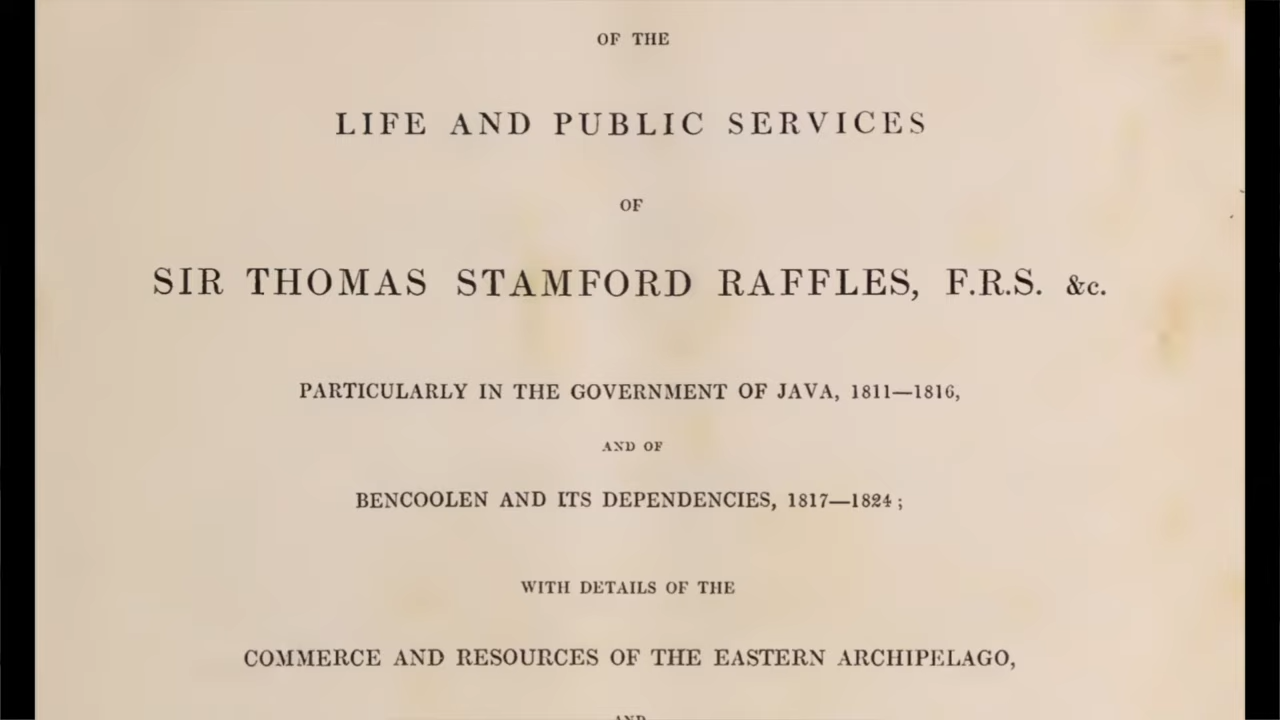 OF THE
LIFE AND PUBLIC SERVICES
OF
SIR THOMAS STAMFORD RAFFLES, F.R.S. &c.
PARTICULARLY IN THE GOVERNMENT OF JAVA, 1811—1816,
AND OF
BENCOOLEN AND ITS DEPENDENCIES, 1817—1824;
WITH DETAILS OF THE
COMMERCE AND RESOURCES OF THE EASTERN ARCHIPELAGO,
AND